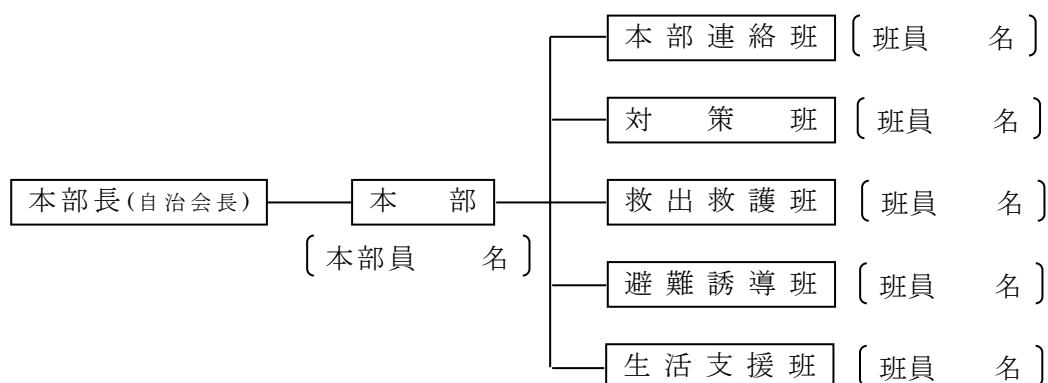 本部連絡班 〔班員 名〕
対策班 〔班員 名〕
本部長(自治会長) 本部 救出救護班 〔班員 名〕
〔本部員 名〕
避難誘導班 〔班員 名〕
生活支援班 〔班員 名〕